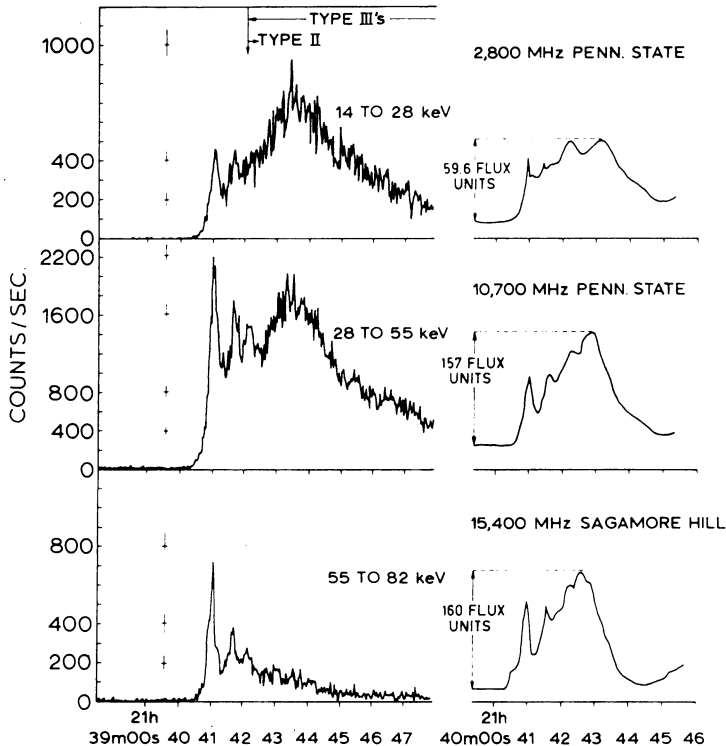 TYPE III's
TYPE II
1000
400
200
0
14 TO 28 keV
2,800 MHz PENN. STATE
59.6 FLUX
UNITS
COUNTS/SEC.
2200
1600
800
400
0
28 TO 55 keV
10,700 MHz PENN. STATE
157 FLUX
UNITS
800
400
200
0
55 TO 82 keV
15,400 MHz SAGAMORE HILL
160 FLUX
UNITS
21h
39m00s 40 41 42 43 44 45 46 47
21h
40m00s 41 42 43 44 45 46